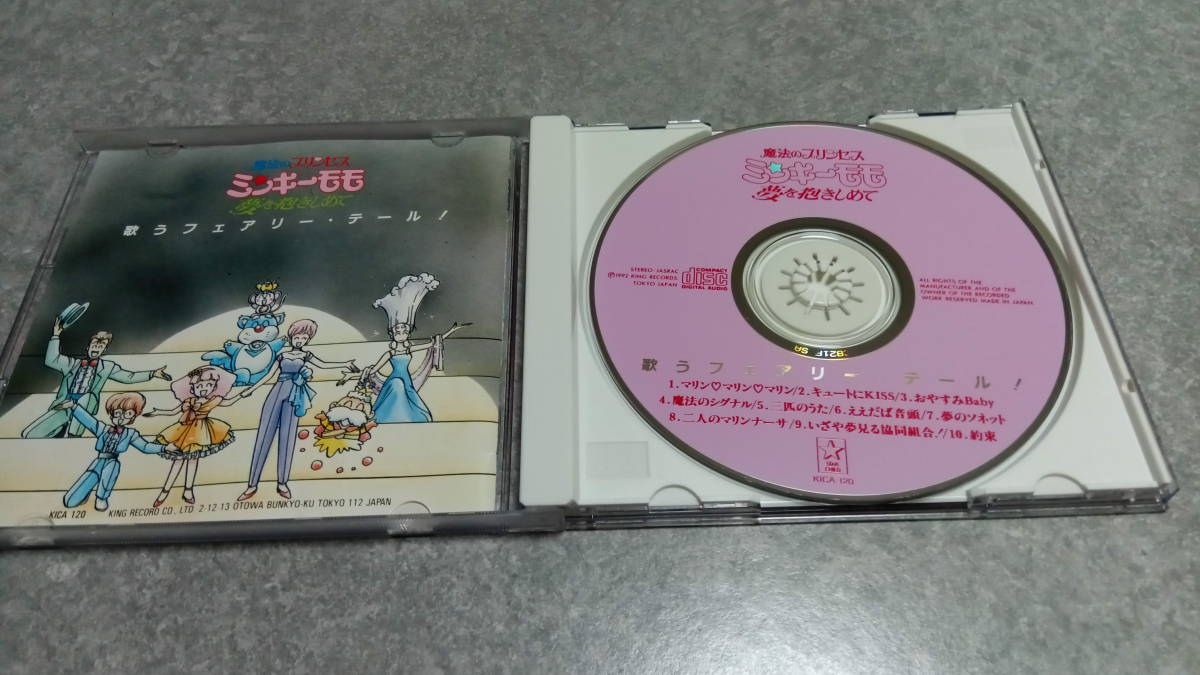 魔法のプリンセス
ミンキーモモ
夢を抱きしめて
歌うフェアリー・テール!
KICA 120 KING RECORD CO., LTD 2-12-13 OTOWA BUNKYO-KU TOKYO 112 JAPAN
魔法のプリンセス
ミンキーモモ
夢を抱きしめて
STEREO-JASRAC
Ⓟ1992 KING RECORDS
TOKYO JAPAN
COMPACT
disc
DIGITAL AUDIO
ALL RIGHTS OF THE
MANUFACTURER AND OF THE
OWNER OF THE RECORDED
WORK RESERVED MADE IN JAPAN.
歌うフェアリー・テール!
1. マリン♡マリン♡マリン/2. キュートにKISS/3. おやすみBaby
4. 魔法のシグナル/5. 三匹のうた/6. ええだば音頭/7. 夢のソネット
8. 二人のマリンナーサ/9. いざや夢見る協同組合!/10. 約束
STAR
KICA 120